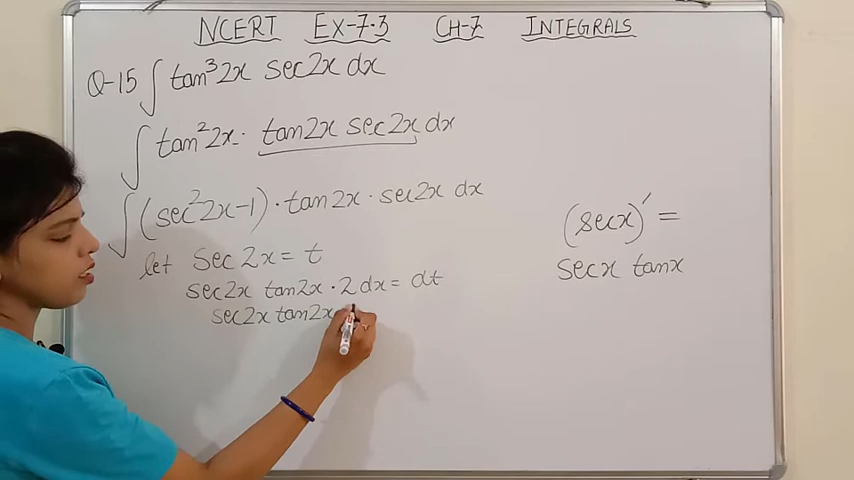 NCERT EX-7.3 CH-7 INTEGRALS
Q-15 ∫ tan³2x sec2x dx
∫ tan²2x · tan2x sec2x dx
∫ (sec²2x-1) · tan2x · sec2x dx
let sec 2x = t
sec2x tan2x · 2 dx = dt
sec2x tan2x
(secx)' =
secx tanx